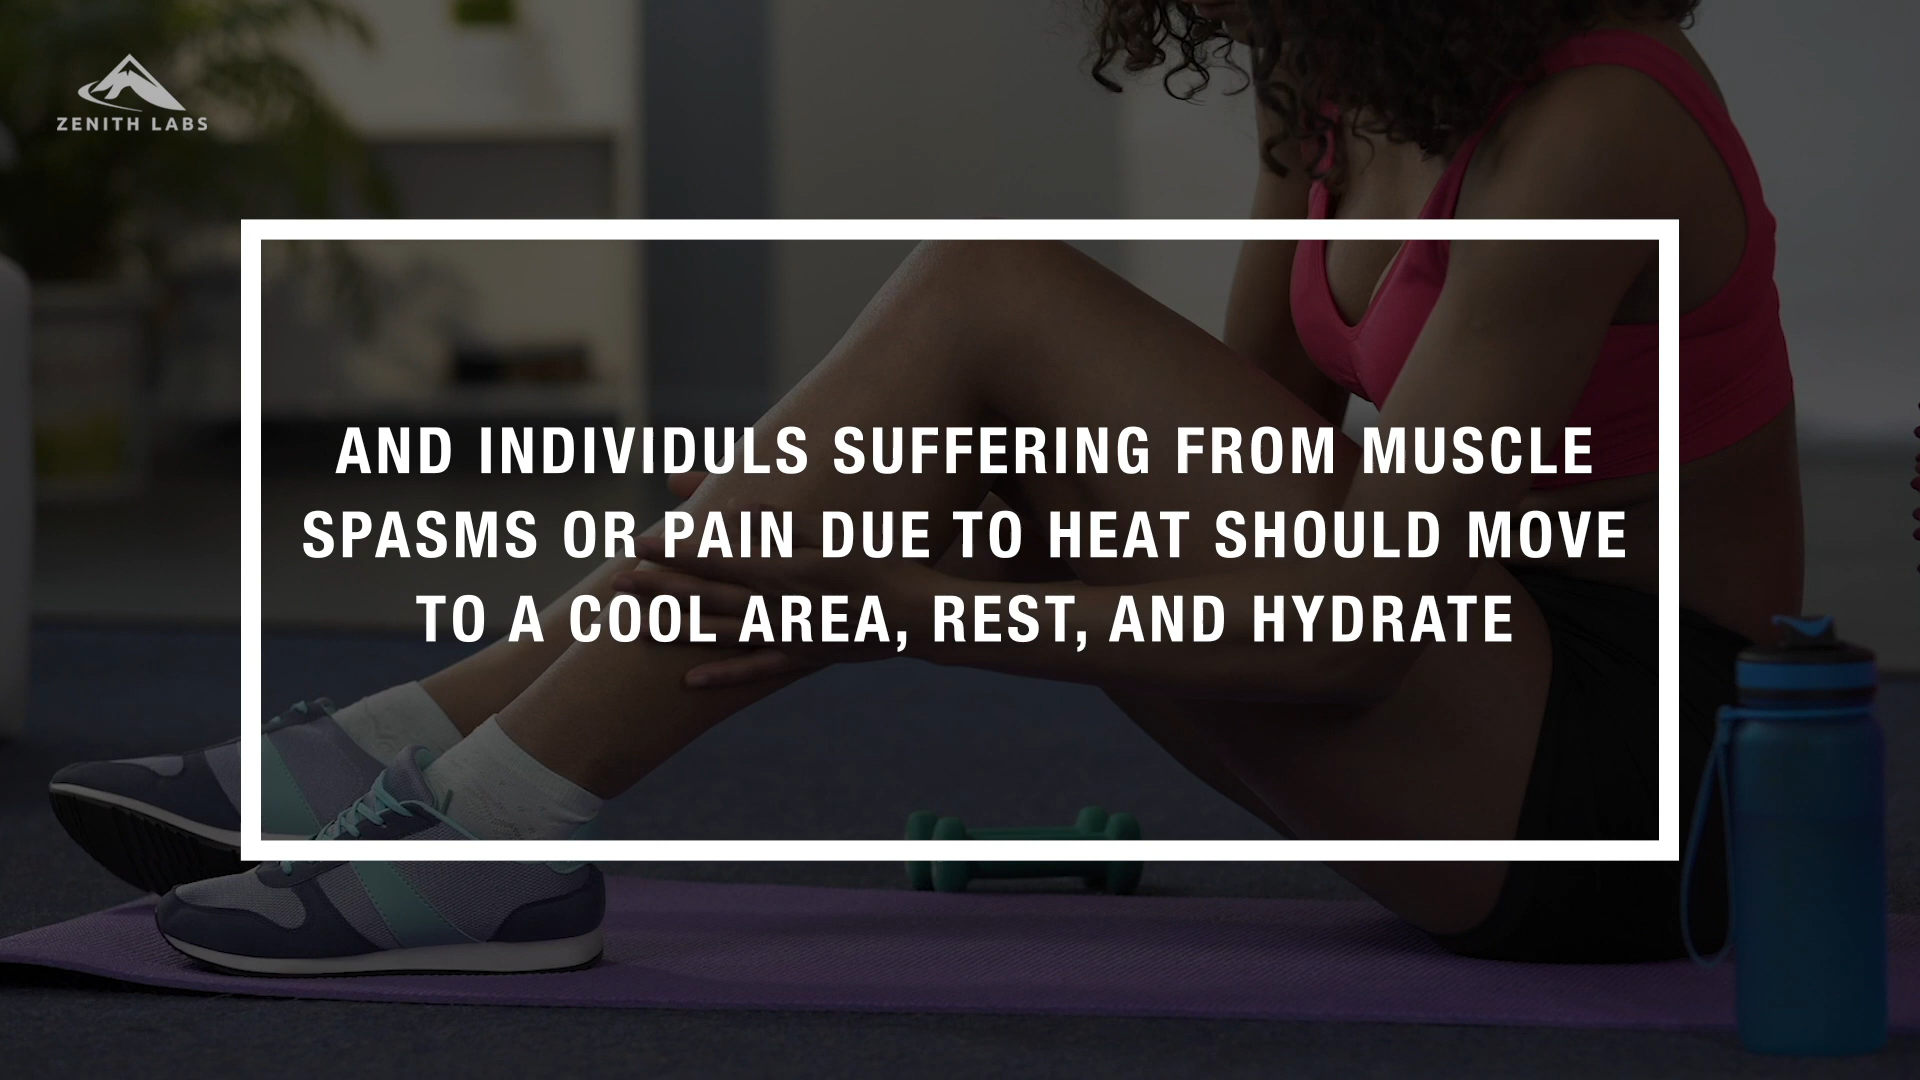 ZENITH LABS
AND INDIVIDULS SUFFERING FROM MUSCLE
SPASMS OR PAIN DUE TO HEAT SHOULD MOVE
TO A COOL AREA, REST, AND HYDRATE